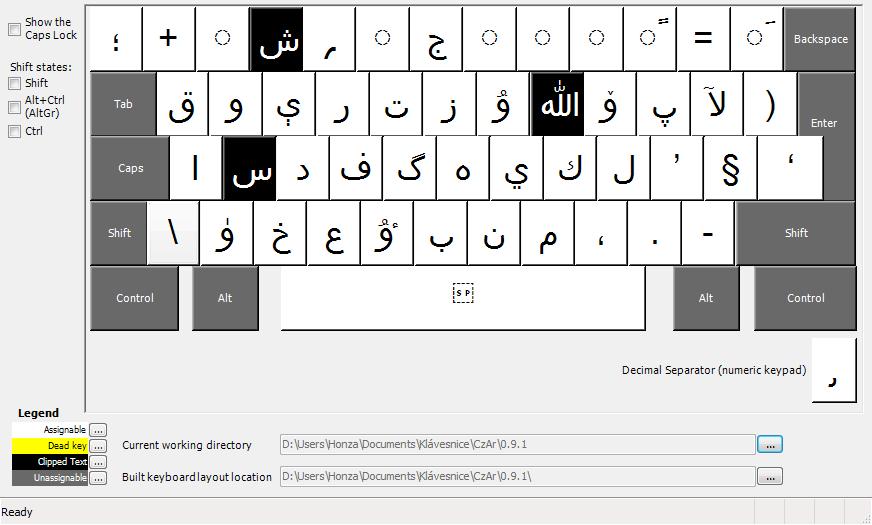 Show the
Caps Lock
Shift states:
Shift
Alt+Ctrl
(AltGr)
Ctrl
؛ + ش ج = Backspace
Tab ق و ر ت ز ﷲ پ لآ ( Enter
Caps ا س د ف گ ه ي ك ل ʼ § ʻ
Shift \ خ ع ب ن م ، . - Shift
Control Alt SP Alt Control
Decimal Separator (numeric keypad)
Legend
Assignable ...
Dead key ...
Clipped Text ...
Unassignable ...
Current working directory D:\Users\Honza\Documents\Klávesnice\CzAr\0.9.1 ...
Built keyboard layout location D:\Users\Honza\Documents\Klávesnice\CzAr\0.9.1\ ...
Ready